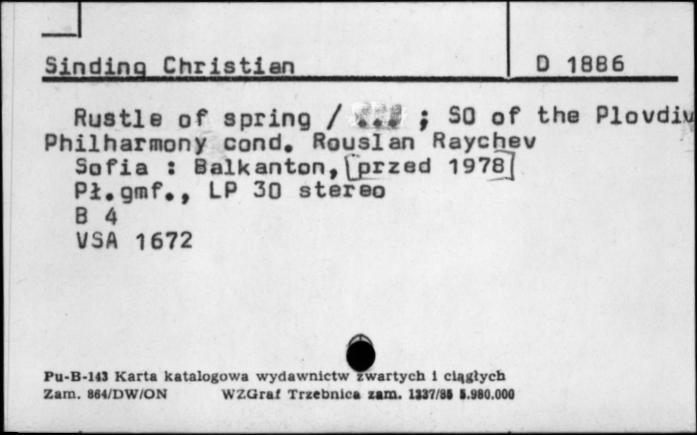 Sinding Christian D 1886
Rustle of spring / ; SO of the Plovdiv
Philharmony cond. Rouslan Raychev
Sofia : Balkanton, [przed 1978]
Pł.gmf., LP 30 stereo
B 4
VSA 1672
Pu-B-143 Karta katalogowa wydawnictw zwartych i ciągłych
Zam. 864/DW/ON WZGraf Trzebnica zam. 1337/85 5.980.000